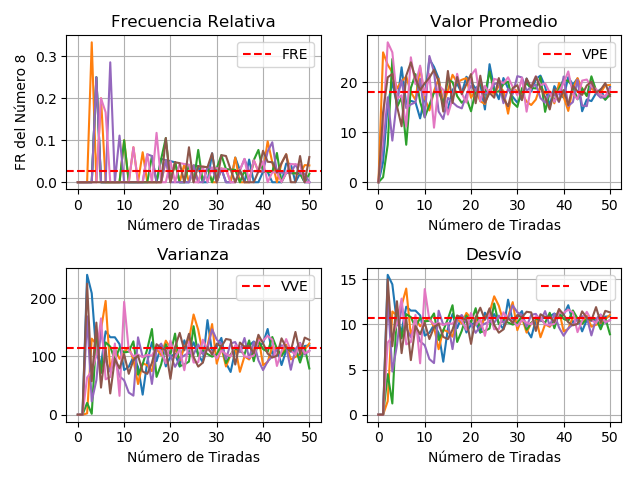 Frecuencia Relativa
FR del Número 8
0.3
0.2
0.1
0.0
FRE
0 10 20 30 40 50
Número de Tiradas
Valor Promedio
20
10
0
VPE
0 10 20 30 40 50
Número de Tiradas
Varianza
200
100
0
VVE
0 10 20 30 40 50
Número de Tiradas
Desvío
15
10
5
0
VDE
0 10 20 30 40 50
Número de Tiradas